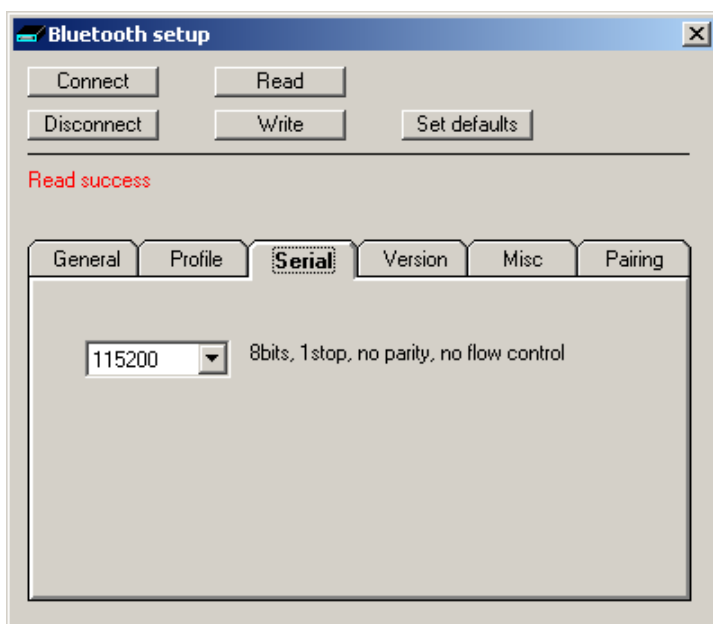 Bluetooth setup
Connect Read
Disconnect Write Set defaults
Read success
General Profile Serial Version Misc Pairing
115200 8bits, 1stop, no parity, no flow control